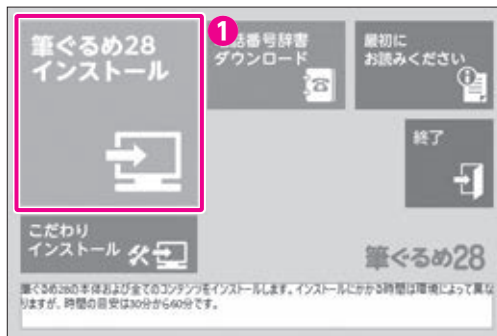 筆ぐるめ28
インストール
1
話番号辞書
ダウンロード
最初に
お読みください
終了
こだわり
インストール
筆ぐるめ28
筆ぐるめ28の本体および全てのコンテンツをインストールします。インストールにかかる時間は環境によって異な
りますが、時間の目安は30分から60分です。